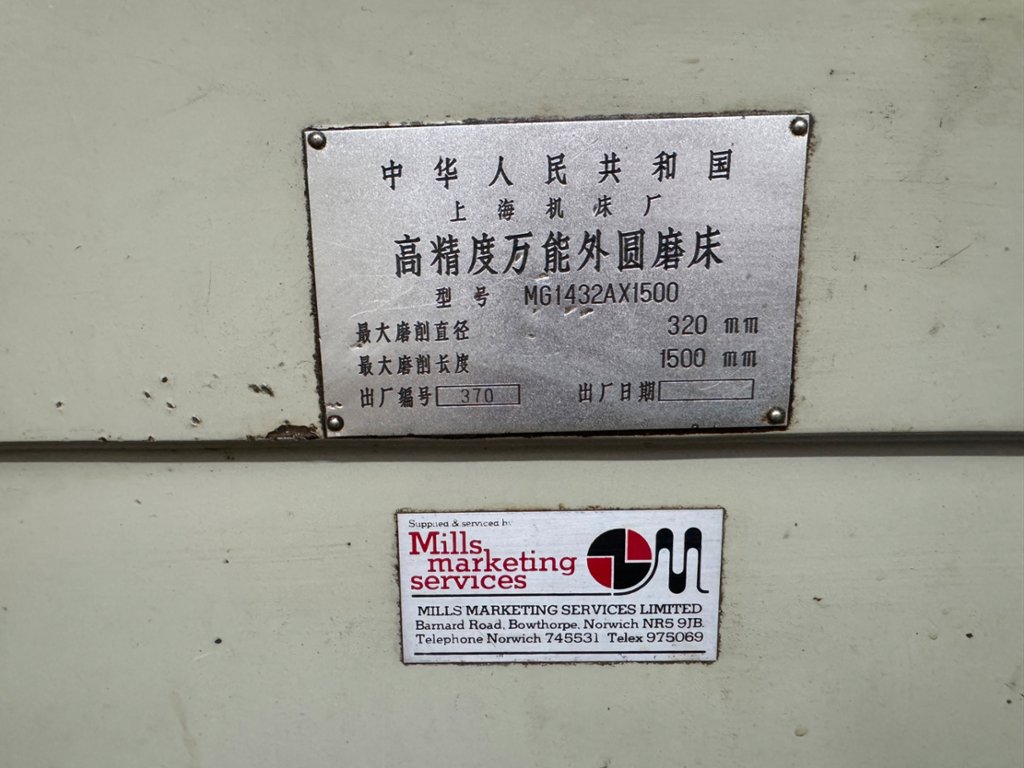 中华人民共和国
上海机床厂
高精度万能外圆磨床
型号 MG1432AX1500
最大磨削直径 320 mm
最大磨削长度 1500 mm
出厂编号 370 出厂日期
Supplied & serviced by
Mills
marketing
services
MILLS MARKETING SERVICES LIMITED
Barnard Road, Bowthorpe, Norwich NR5 9JB.
Telephone Norwich 745531 Telex 975069